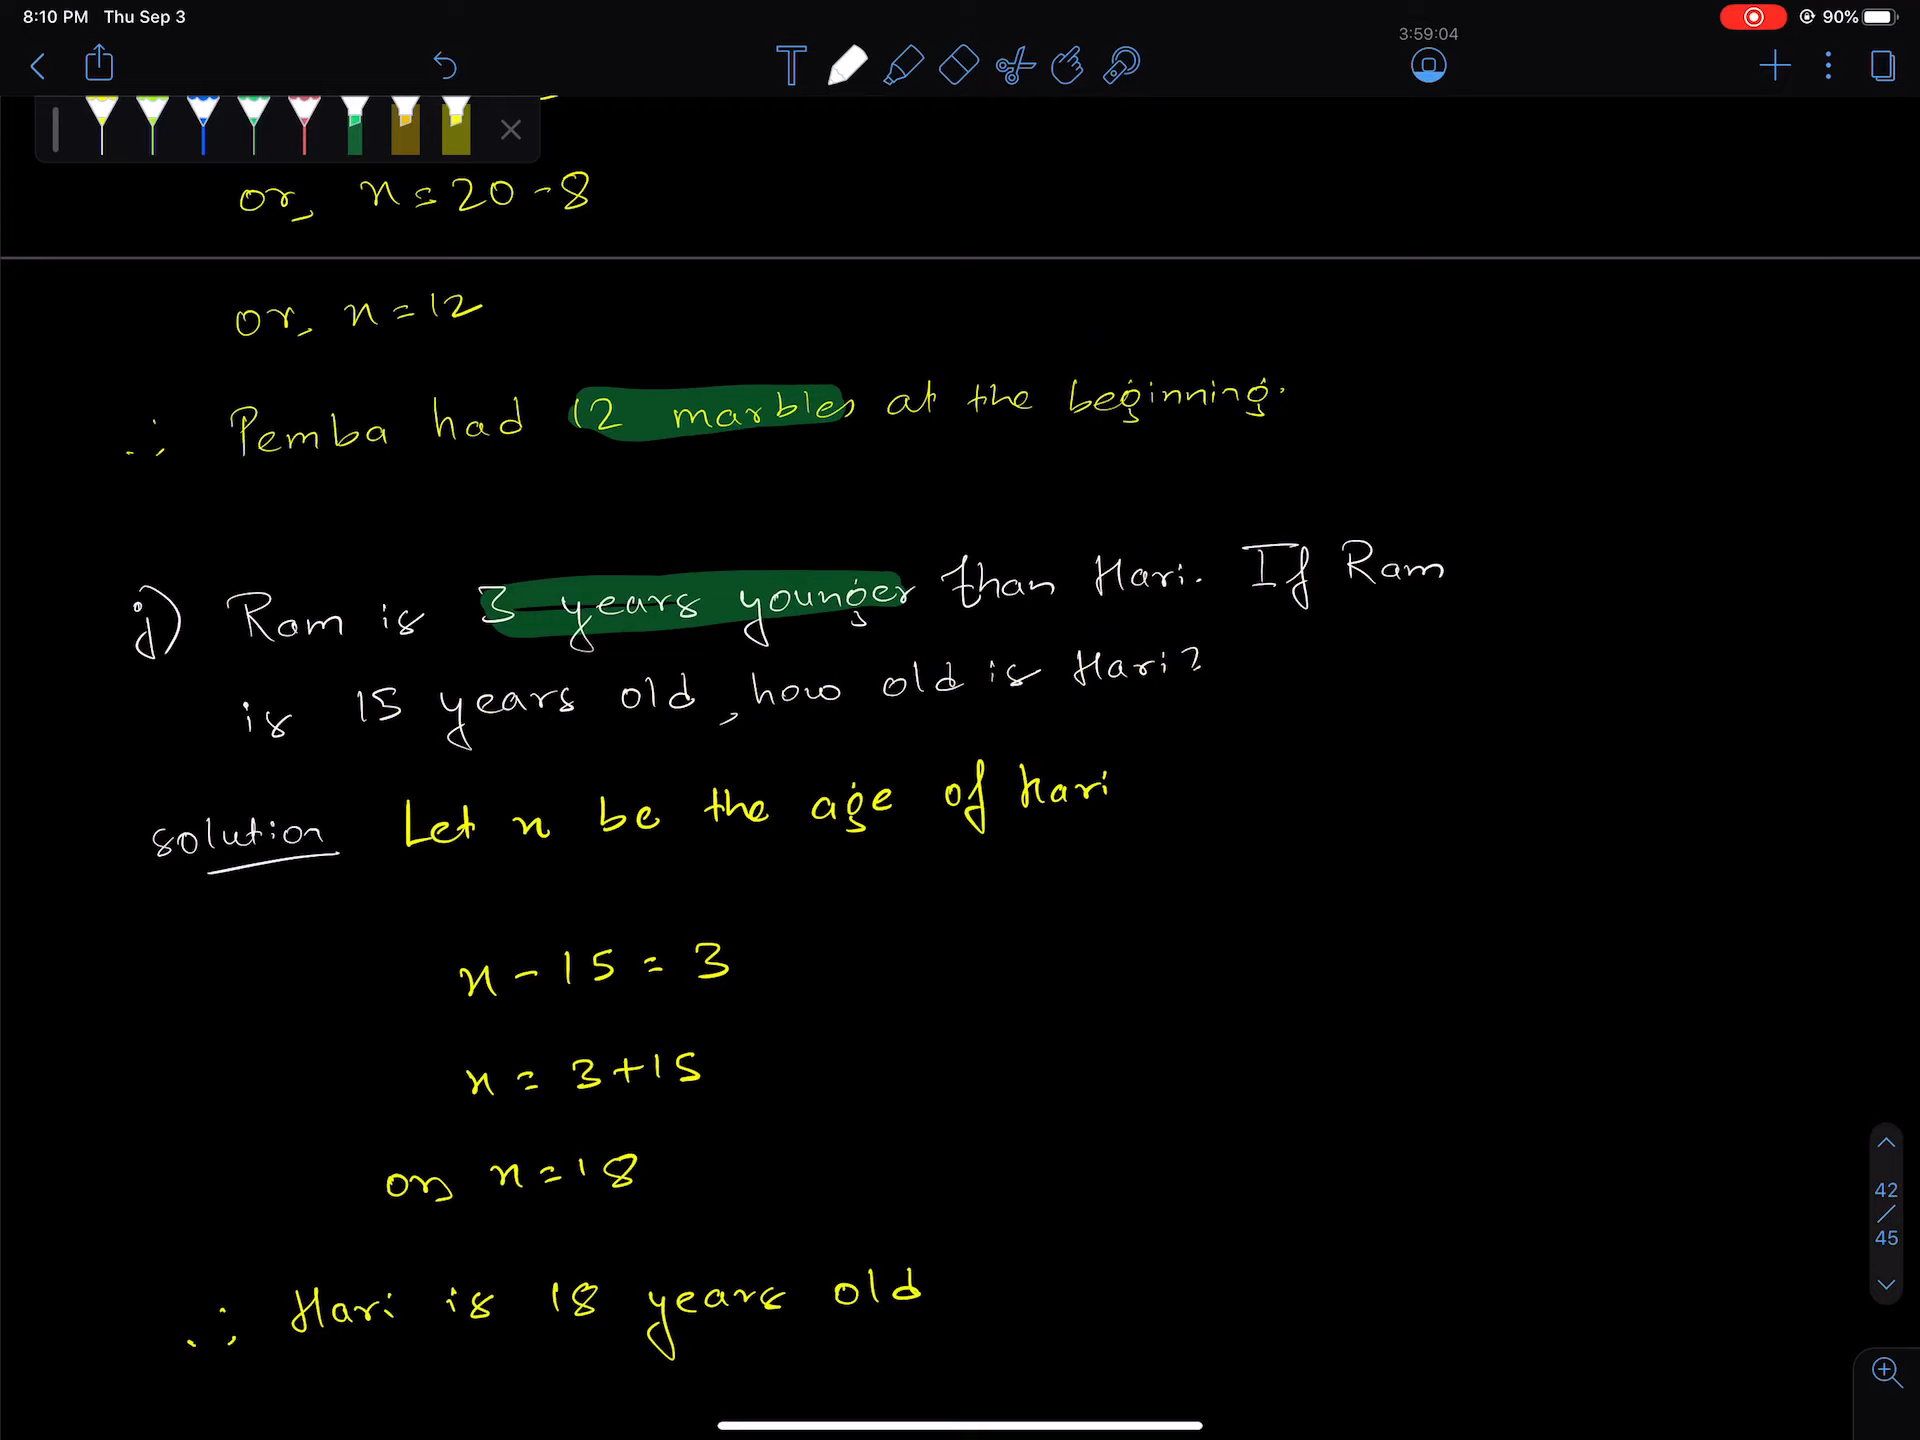 8:10 PM Thu Sep 3
90%
3:59:04
or, x = 20 - 8
or, x = 12
∴ Pemba had 12 marbles at the beginning.
j) Ram is 3 years younger than Hari. If Ram
is 15 years old, how old is Hari?
solution Let x be the age of Hari
x - 15 = 3
x = 3 + 15
or, x = 18
∴ Hari is 18 years old
42
/
45